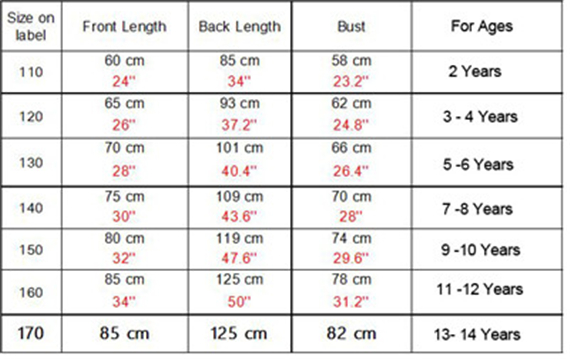 Size on label Front Length Back Length Bust For Ages
110 60 cm 85 cm 58 cm 2 Years
24" 34" 23.2"
120 65 cm 93 cm 62 cm 3 - 4 Years
26" 37.2" 24.8"
130 70 cm 101 cm 66 cm 5 -6 Years
28" 40.4" 26.4"
140 75 cm 109 cm 70 cm 7 -8 Years
30" 43.6" 28"
150 80 cm 119 cm 74 cm 9 -10 Years
32" 47.6" 29.6"
160 85 cm 125 cm 78 cm 11 -12 Years
34" 50" 31.2"
170 85 cm 125 cm 82 cm 13- 14 Years